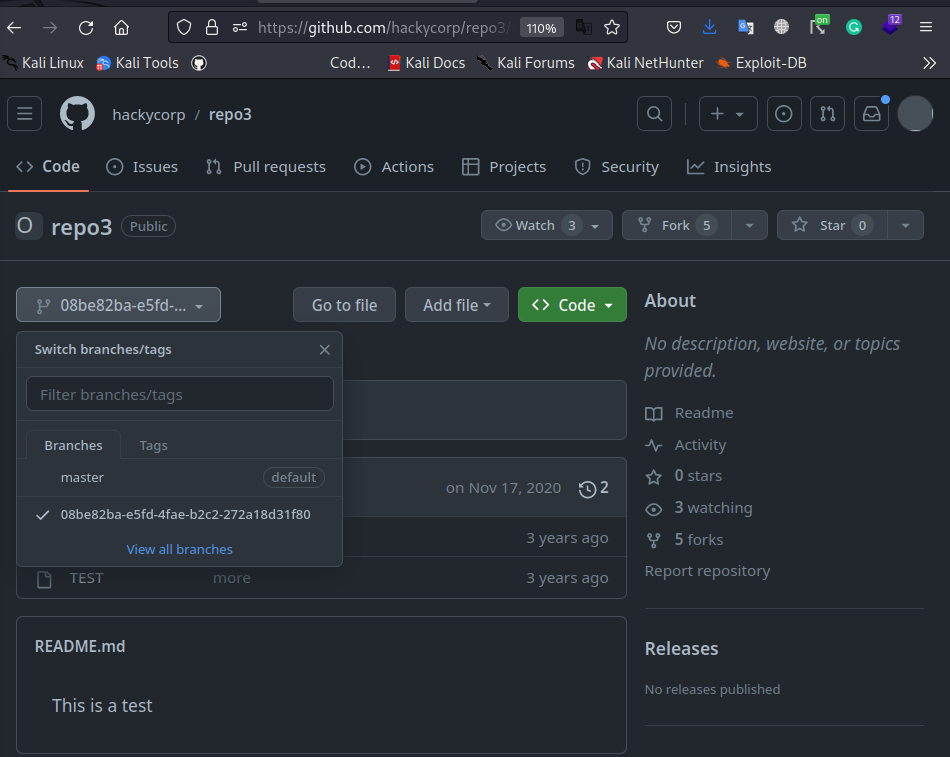 https://github.com/hackycorp/repo3/ 110% on 12
Kali Linux Kali Tools Cod... Kali Docs Kali Forums Kali NetHunter Exploit-DB
hackycorp / repo3
Code Issues Pull requests Actions Projects Security Insights
O repo3 Public Watch 3 Fork 5 Star 0
08be82ba-e5fd-... Go to file Add file Code
Switch branches/tags
Filter branches/tags
Branches Tags
master default
08be82ba-e5fd-4fae-b2c2-272a18d31f80
View all branches
on Nov 17, 2020 2
3 years ago
TEST more 3 years ago
README.md
This is a test
About
No description, website, or topics
provided.
Readme
Activity
0 stars
3 watching
5 forks
Report repository
Releases
No releases published